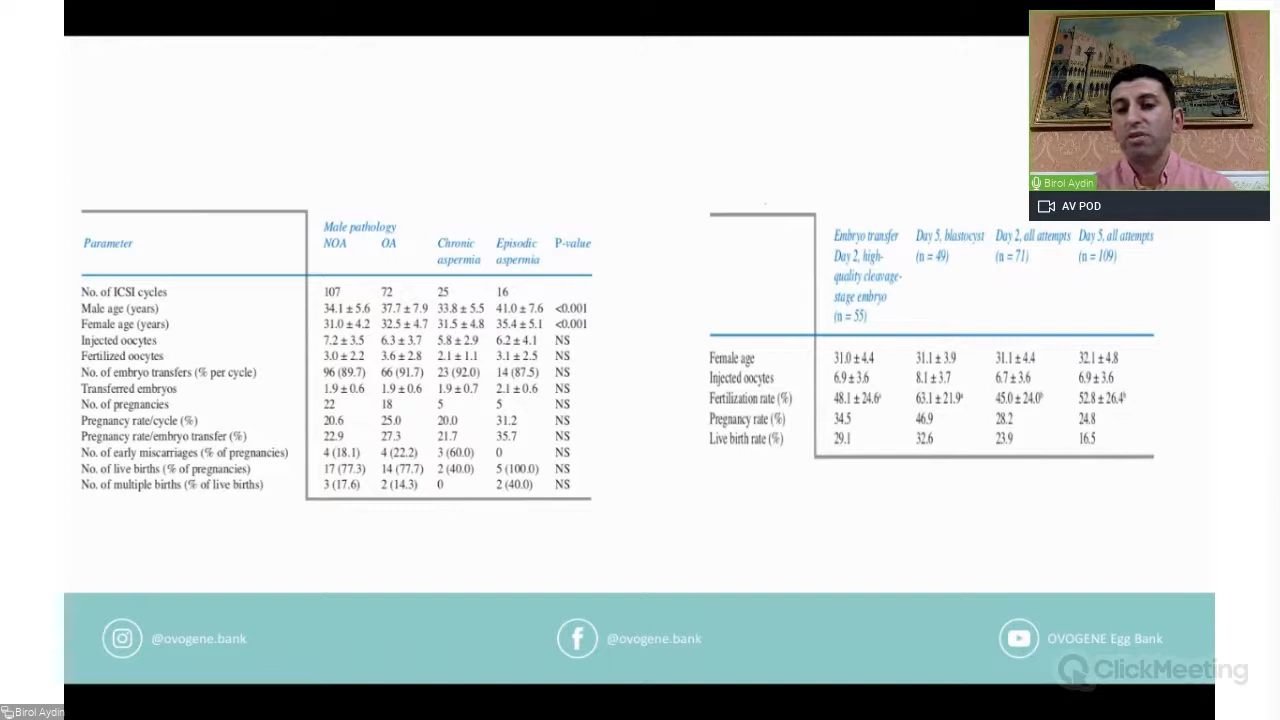 Birol Aydin
AV POD
Male pathology
Parameter NOA OA Chronic aspermia Episodic aspermia P-value
No. of ICSI cycles 107 72 25 16
Male age (years) 34.1 ± 5.6 37.7 ± 7.9 33.8 ± 5.5 41.0 ± 7.6 <0.001
Female age (years) 31.0 ± 4.2 32.5 ± 4.7 31.5 ± 4.8 35.4 ± 5.1 <0.001
Injected oocytes 7.2 ± 3.5 6.3 ± 3.7 5.8 ± 2.9 6.2 ± 4.1 NS
Fertilized oocytes 3.0 ± 2.2 3.6 ± 2.8 2.1 ± 1.1 3.1 ± 2.5 NS
No. of embryo transfers (% per cycle) 96 (89.7) 66 (91.7) 23 (92.0) 14 (87.5) NS
Transferred embryos 1.9 ± 0.6 1.9 ± 0.6 1.9 ± 0.7 2.1 ± 0.6 NS
No. of pregnancies 22 18 5 5 NS
Pregnancy rate/cycle (%) 20.6 25.0 20.0 31.2 NS
Pregnancy rate/embryo transfer (%) 22.9 27.3 21.7 35.7 NS
No. of early miscarriages (% of pregnancies) 4 (18.1) 4 (22.2) 3 (60.0) 0 NS
No. of live births (% of pregnancies) 17 (77.3) 14 (77.7) 2 (40.0) 5 (100.0) NS
No. of multiple births (% of live births) 3 (17.6) 2 (14.3) 0 2 (40.0) NS
Embryo transfer Day 5, blastocyst Day 2, all attempts Day 5, all attempts
Day 2, high- (n = 49) (n = 71) (n = 109)
quality cleavage-
stage embryo
(n = 55)
Female age 31.0 ± 4.4 31.1 ± 3.9 31.1 ± 4.4 32.1 ± 4.8
Injected oocytes 6.9 ± 3.6 8.1 ± 3.7 6.7 ± 3.6 6.9 ± 3.6
Fertilization rate (%) 48.1 ± 24.6ᵃ 63.1 ± 21.9ᵃ 45.0 ± 24.0ᵇ 52.8 ± 26.4ᵇ
Pregnancy rate (%) 34.5 46.9 28.2 24.8
Live birth rate (%) 29.1 32.6 23.9 16.5
@ovogene.bank @ovogene.bank OVOGENE Egg Bank
ClickMeeting
Birol Aydin